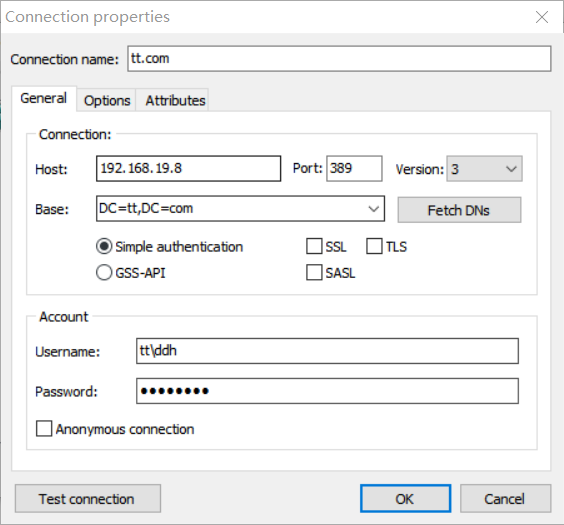 Connection properties
Connection name: tt.com
General Options Attributes
Connection:
Host: 192.168.19.8 Port: 389 Version: 3
Base: DC=tt,DC=com Fetch DNs
Simple authentication SSL TLS
GSS-API SASL
Account
Username: tt\ddh
Password: ●●●●●●●●
Anonymous connection
Test connection OK Cancel